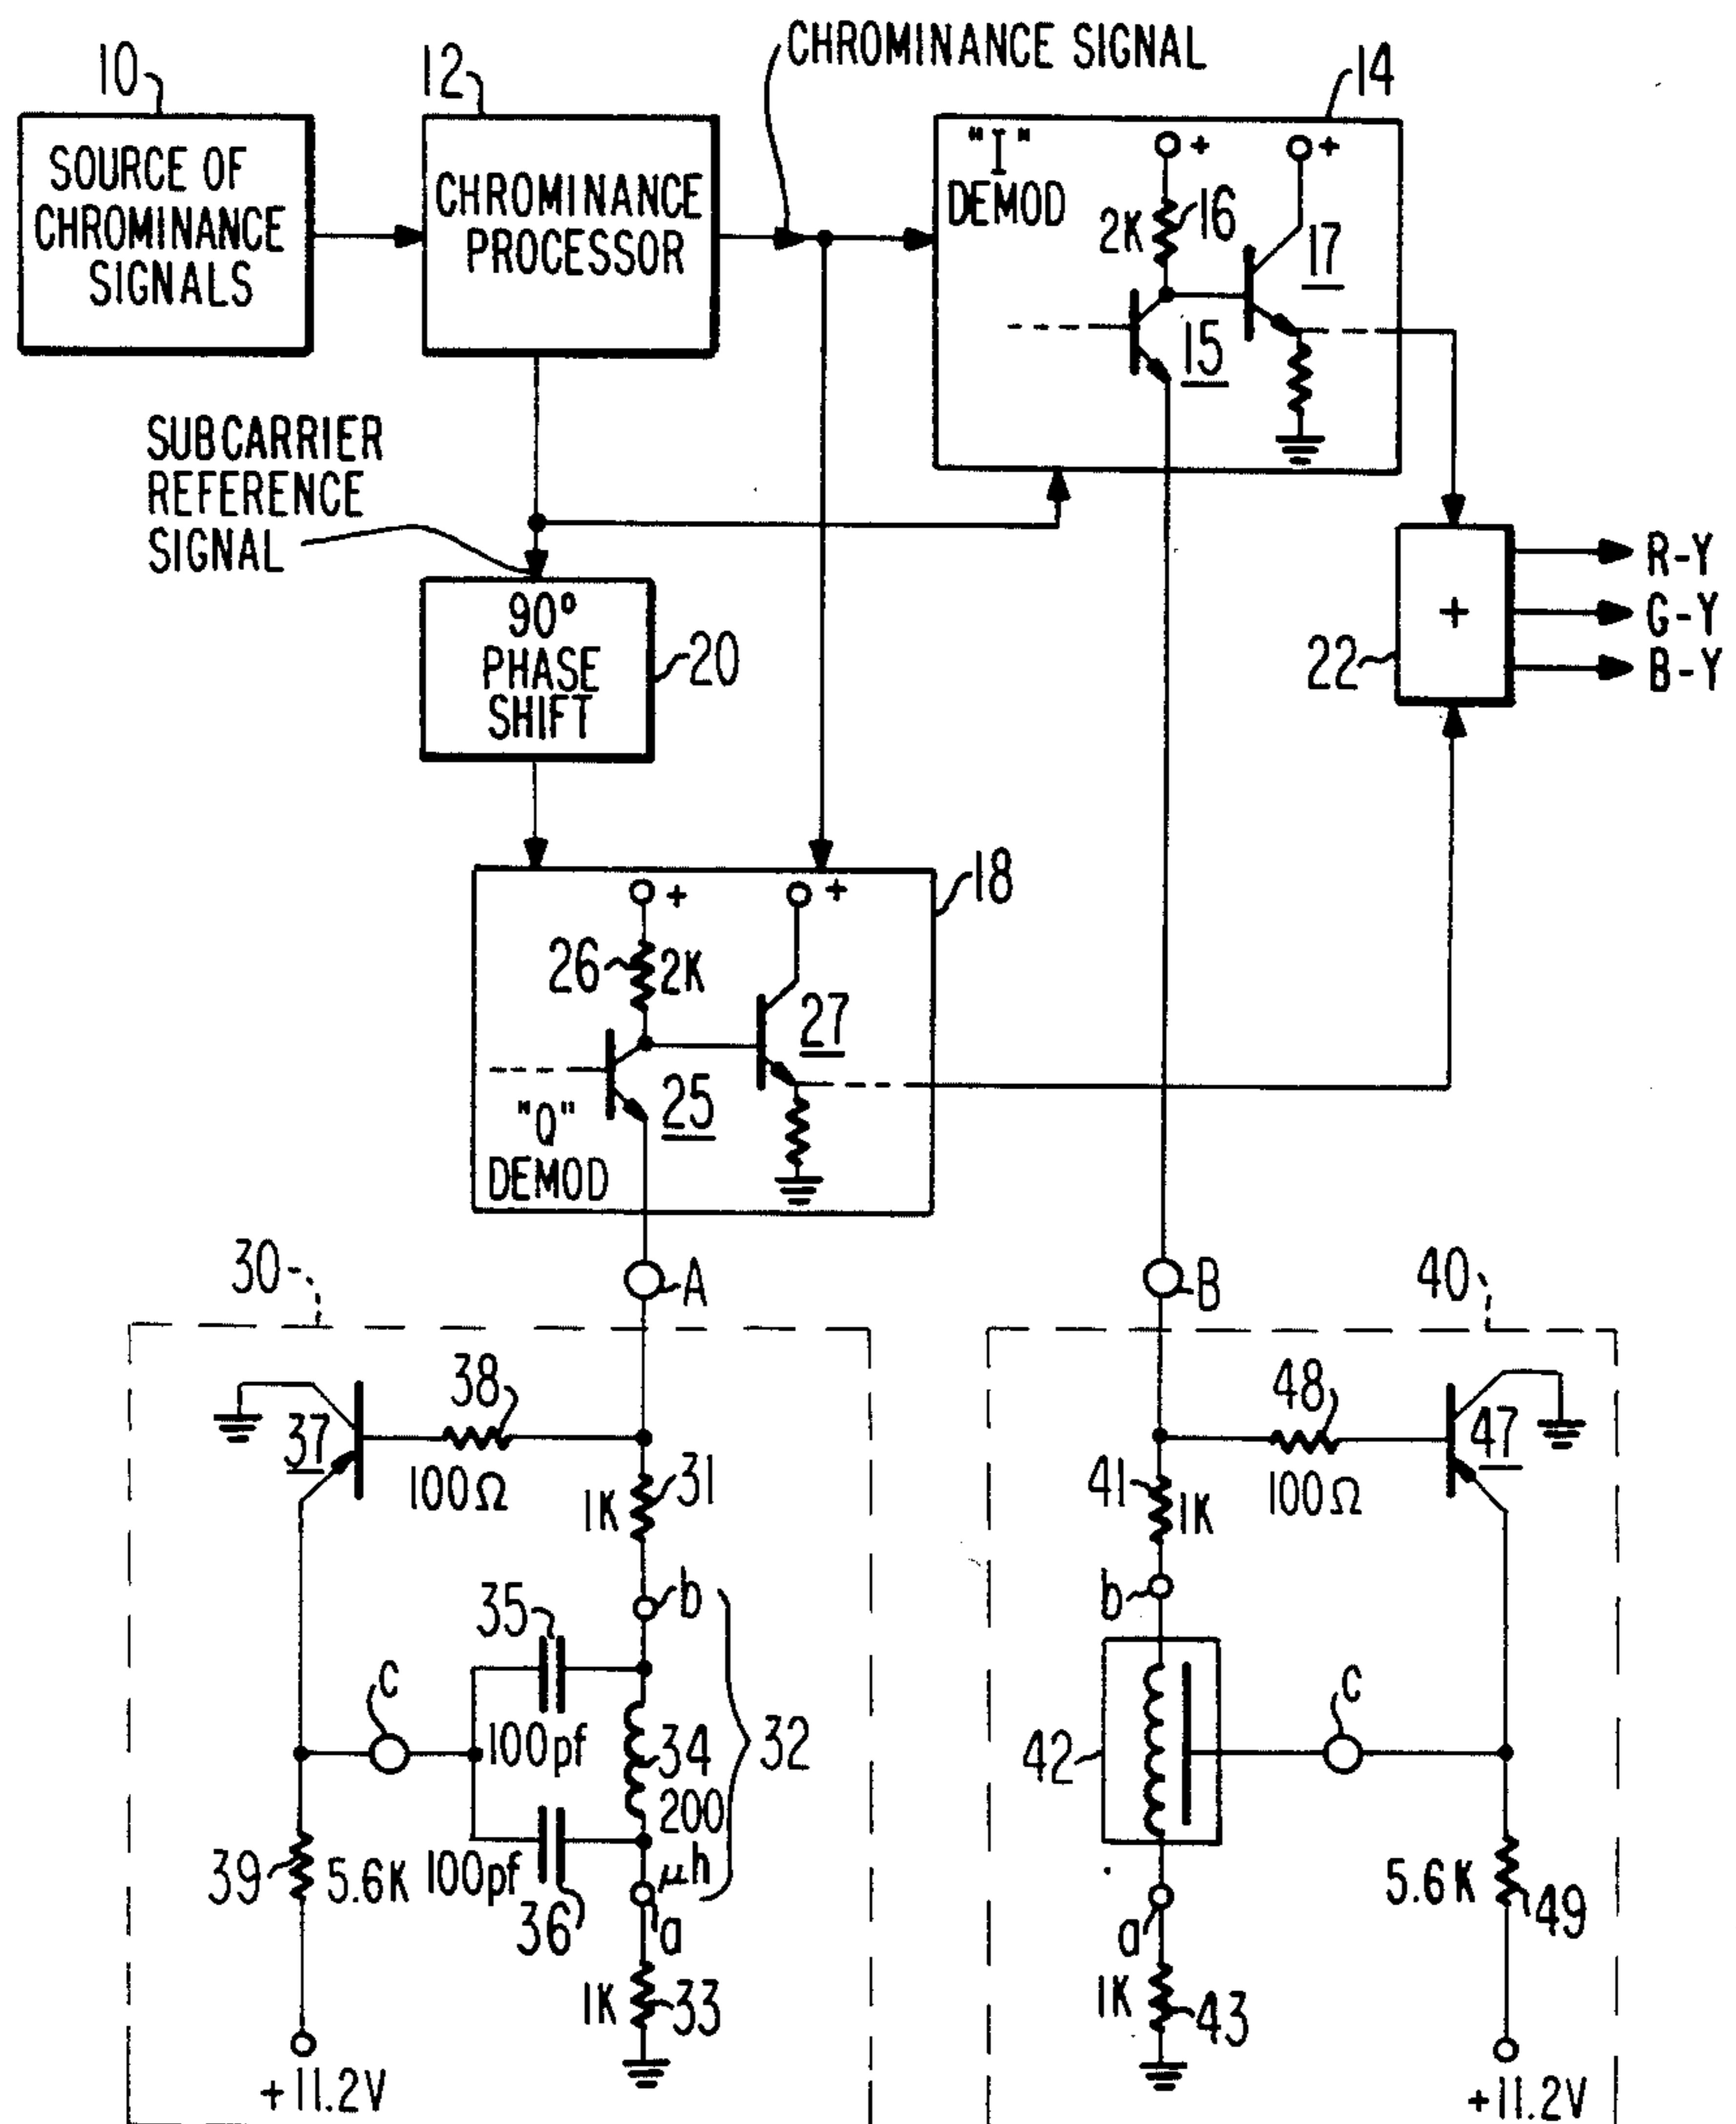 CHROMINANCE SIGNAL
10
12
14
SOURCE OF
CHROMINANCE
SIGNALS
CHROMINANCE
PROCESSOR
"I"
DEMOD
+
+
2K
16
17
15
SUBCARRIER
REFERENCE
SIGNAL
90°
PHASE
SHIFT
20
22
+
R-Y
G-Y
B-Y
18
+
+
26
2K
27
25
"Q"
DEMOD
30
A
B
40
38
37
100Ω
31
1K
48
47
41
1K
100Ω
35
b
b
c
100pf
34
200
μh
32
42
c
39
5.6K
100pf
36
a
a
5.6K
49
1K
33
1K
43
+11.2V
+11.2V